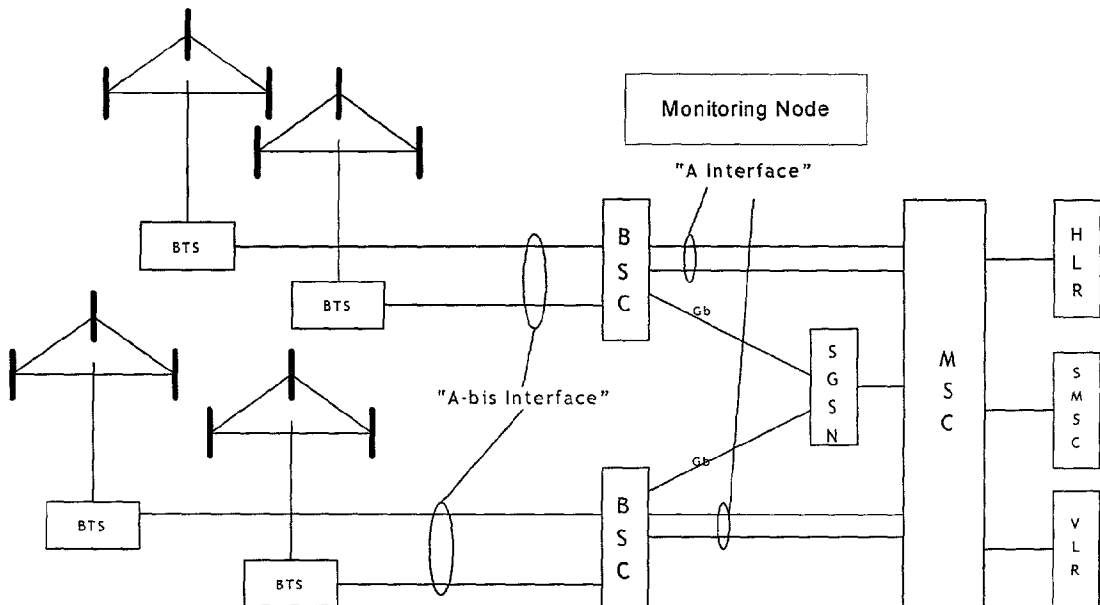 Monitoring Node
"A Interface"
BTS
BSC
MSC
HLR
BTS
Gb
SGSN
SMSC
"A-bis Interface"
Gb
BTS
BSC
VLR
BTS